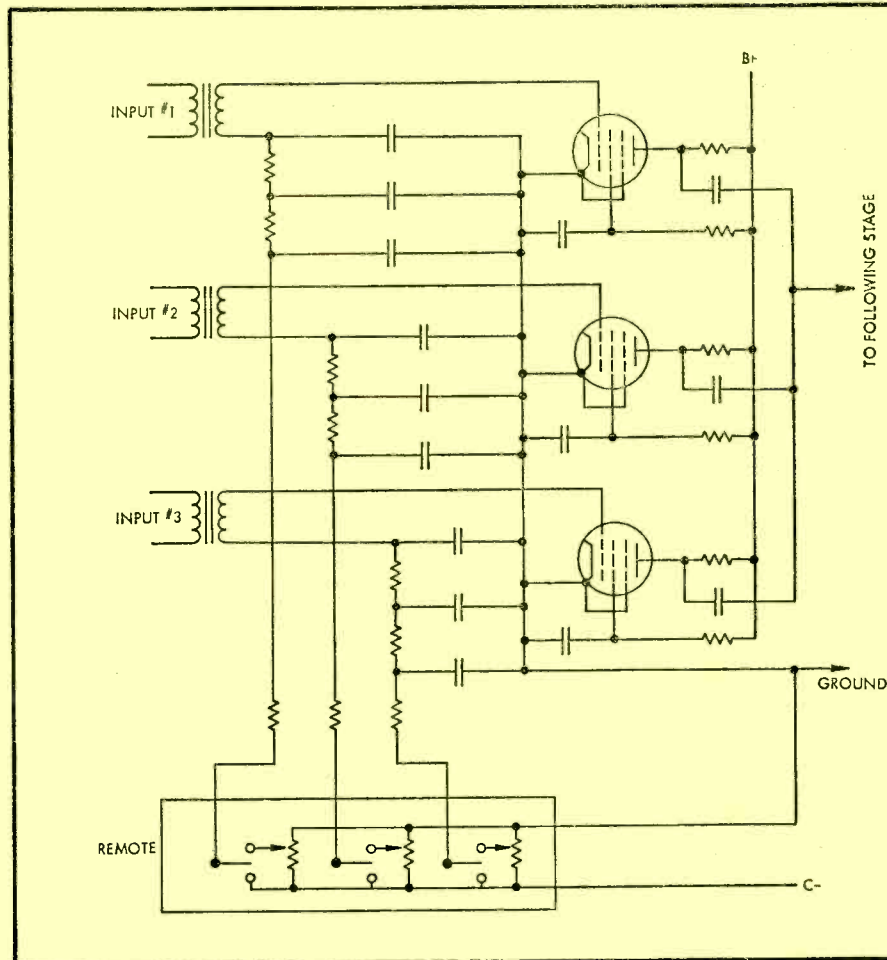 B+
INPUT #1
INPUT #2
TO FOLLOWING STAGE
INPUT #3
GROUND
REMOTE
C-